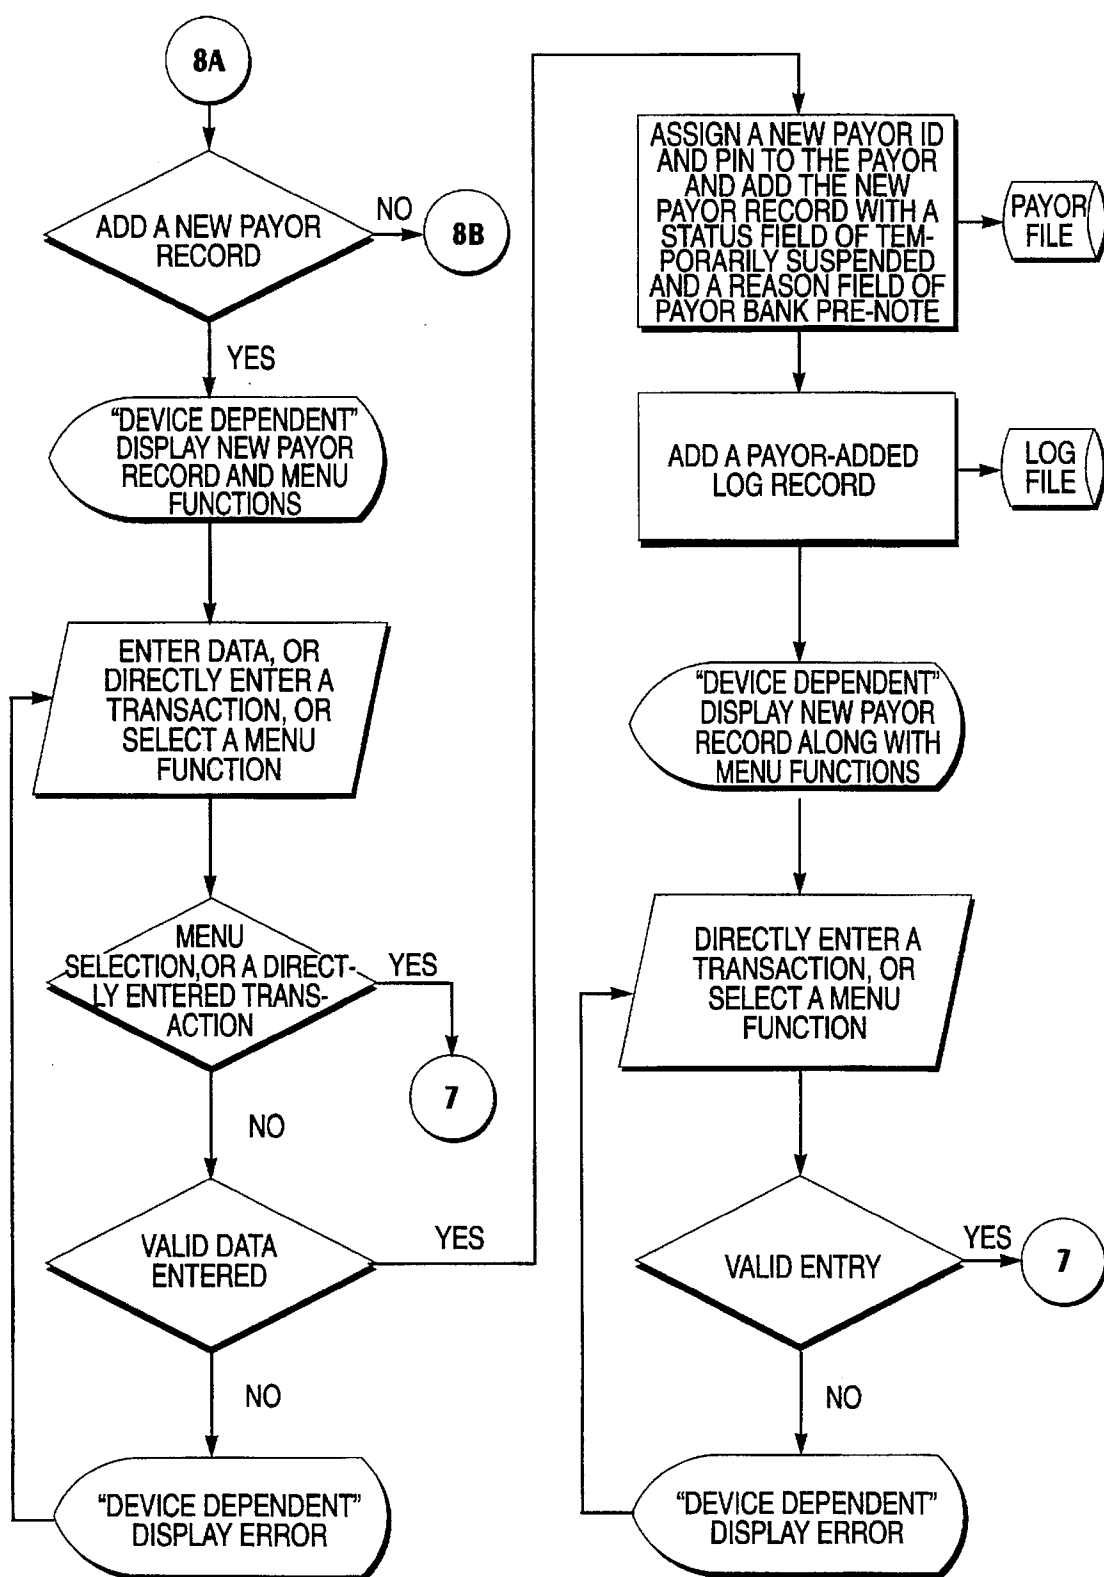 8A
ADD A NEW PAYOR
RECORD
NO
8B
YES
“DEVICE DEPENDENT”
DISPLAY NEW PAYOR
RECORD AND MENU
FUNCTIONS
ENTER DATA, OR
DIRECTLY ENTER A
TRANSACTION, OR
SELECT A MENU
FUNCTION
MENU
SELECTION,OR A DIRECT-
LY ENTERED TRANS-
ACTION
YES
7
NO
VALID DATA
ENTERED
YES
NO
“DEVICE DEPENDENT”
DISPLAY ERROR
ASSIGN A NEW PAYOR ID
AND PIN TO THE PAYOR
AND ADD THE NEW
PAYOR RECORD WITH A
STATUS FIELD OF TEM-
PORARILY SUSPENDED
AND A REASON FIELD OF
PAYOR BANK PRE-NOTE
PAYOR
FILE
ADD A PAYOR-ADDED
LOG RECORD
LOG
FILE
“DEVICE DEPENDENT”
DISPLAY NEW PAYOR
RECORD ALONG WITH
MENU FUNCTIONS
DIRECTLY ENTER A
TRANSACTION, OR
SELECT A MENU
FUNCTION
VALID ENTRY
YES
7
NO
“DEVICE DEPENDENT”
DISPLAY ERROR